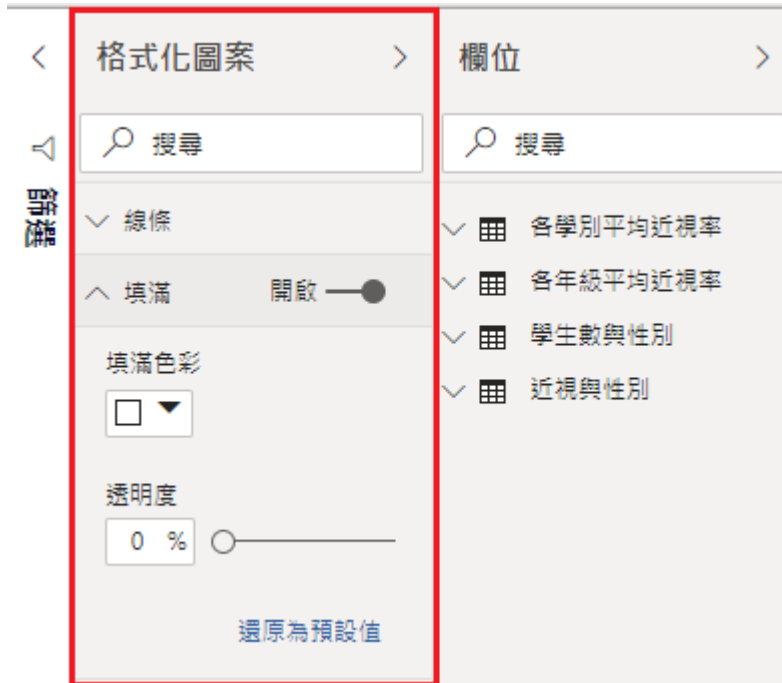 篩選
格式化圖案
搜尋
線條
填滿 開啟
填滿色彩
透明度
0 %
還原為預設值
欄位
搜尋
各學別平均近視率
各年級平均近視率
學生數與性別
近視與性別